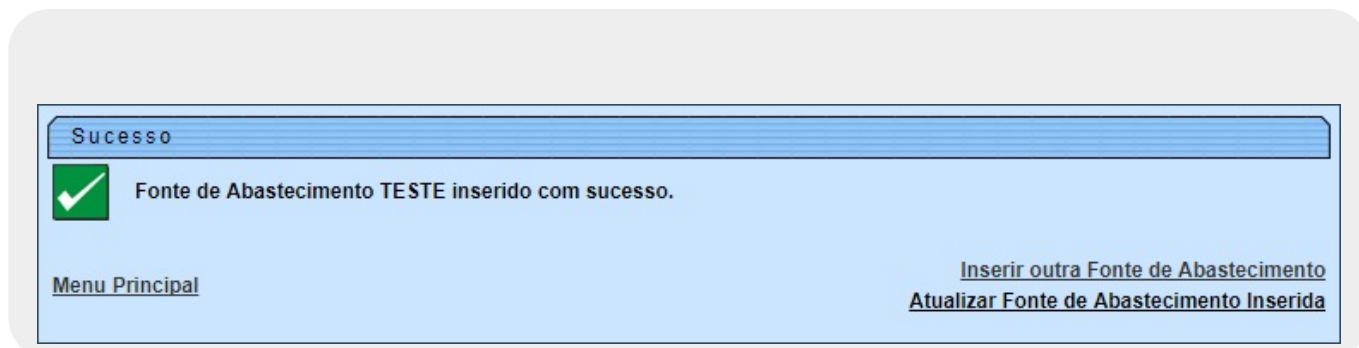 Sucesso
Fonte de Abastecimento TESTE inserido com sucesso.
Menu Principal
Inserir outra Fonte de Abastecimento
Atualizar Fonte de Abastecimento Inserida